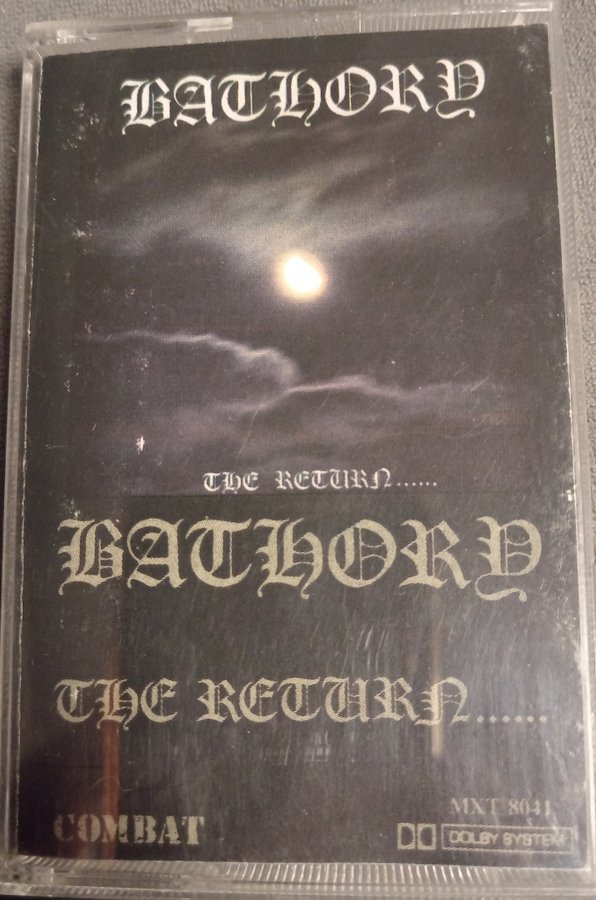 BATHORY
THE RETURN......
BATHORY
THE RETURN......
COMBAT
MXT 8041
DOLBY SYSTEM